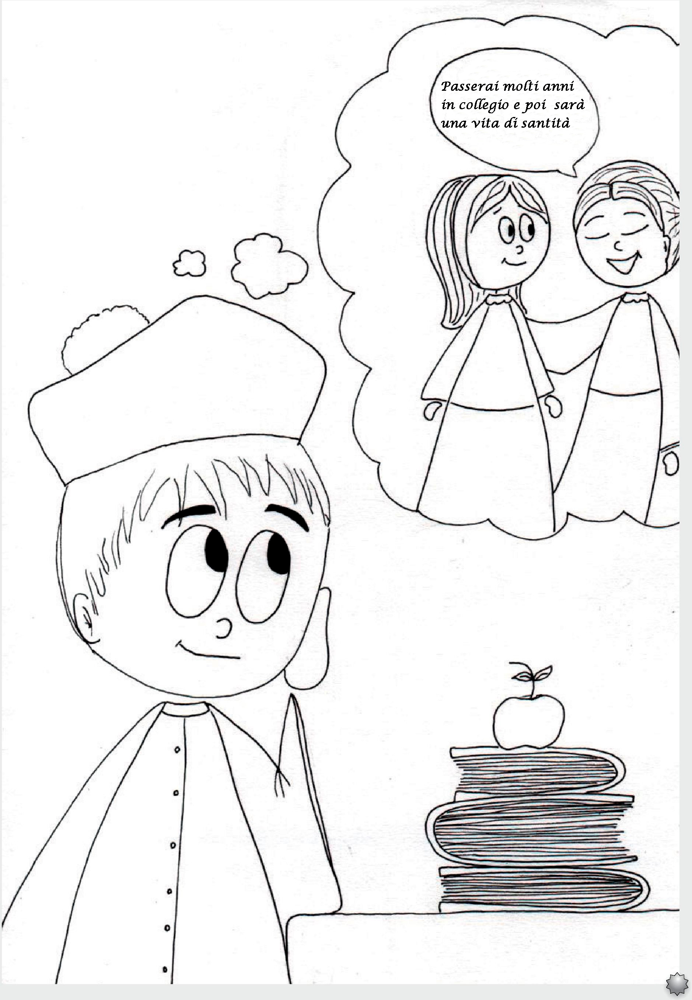 Passerai molti anni
in collegio e poi sarà
una vita di santità